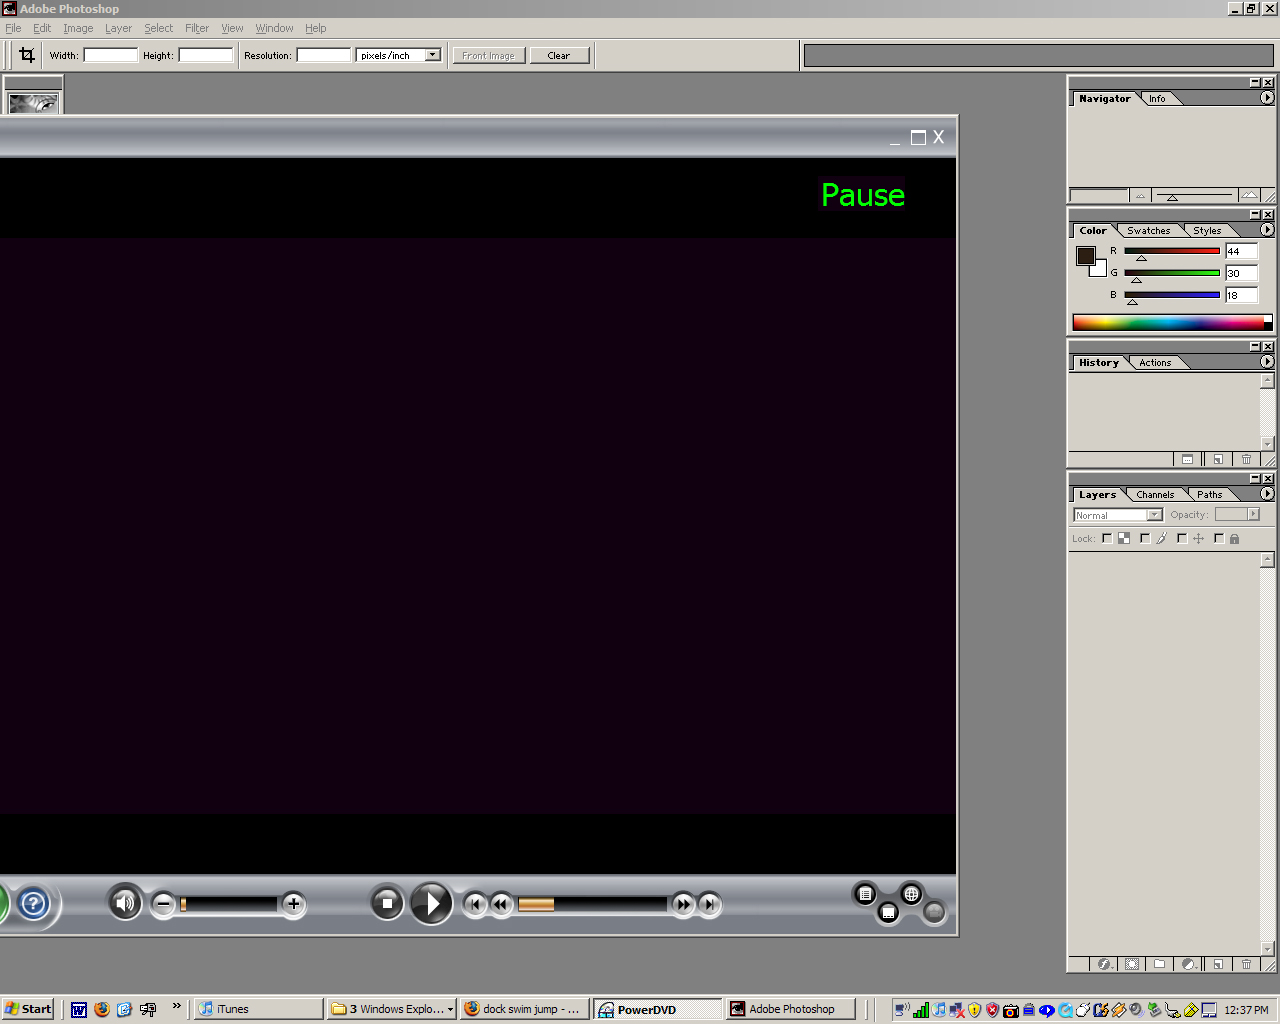 Adobe Photoshop
File Edit Image Layer Select Filter View Window Help
Width: Height: Resolution: pixels/inch Front Image Clear
Navigator Info
X
Pause
Color Swatches Styles
R 44
G 30
B 18
History Actions
Layers Channels Paths
Normal Opacity:
Lock:
?
Start W » iTunes 3 Windows Explo... dock swim jump - ... PowerDVD Adobe Photoshop 12:37 PM